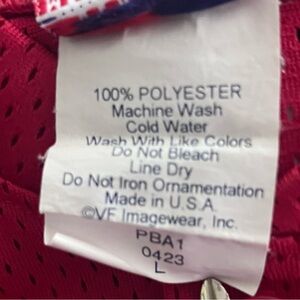 100% POLYESTER
Machine Wash
Cold Water
Wash With Like Colors
Do Not Bleach
Line Dry
Do Not Iron Ornamentation
Made in U.S.A.
©VF Imagewear, Inc.
PBA1
0423
L